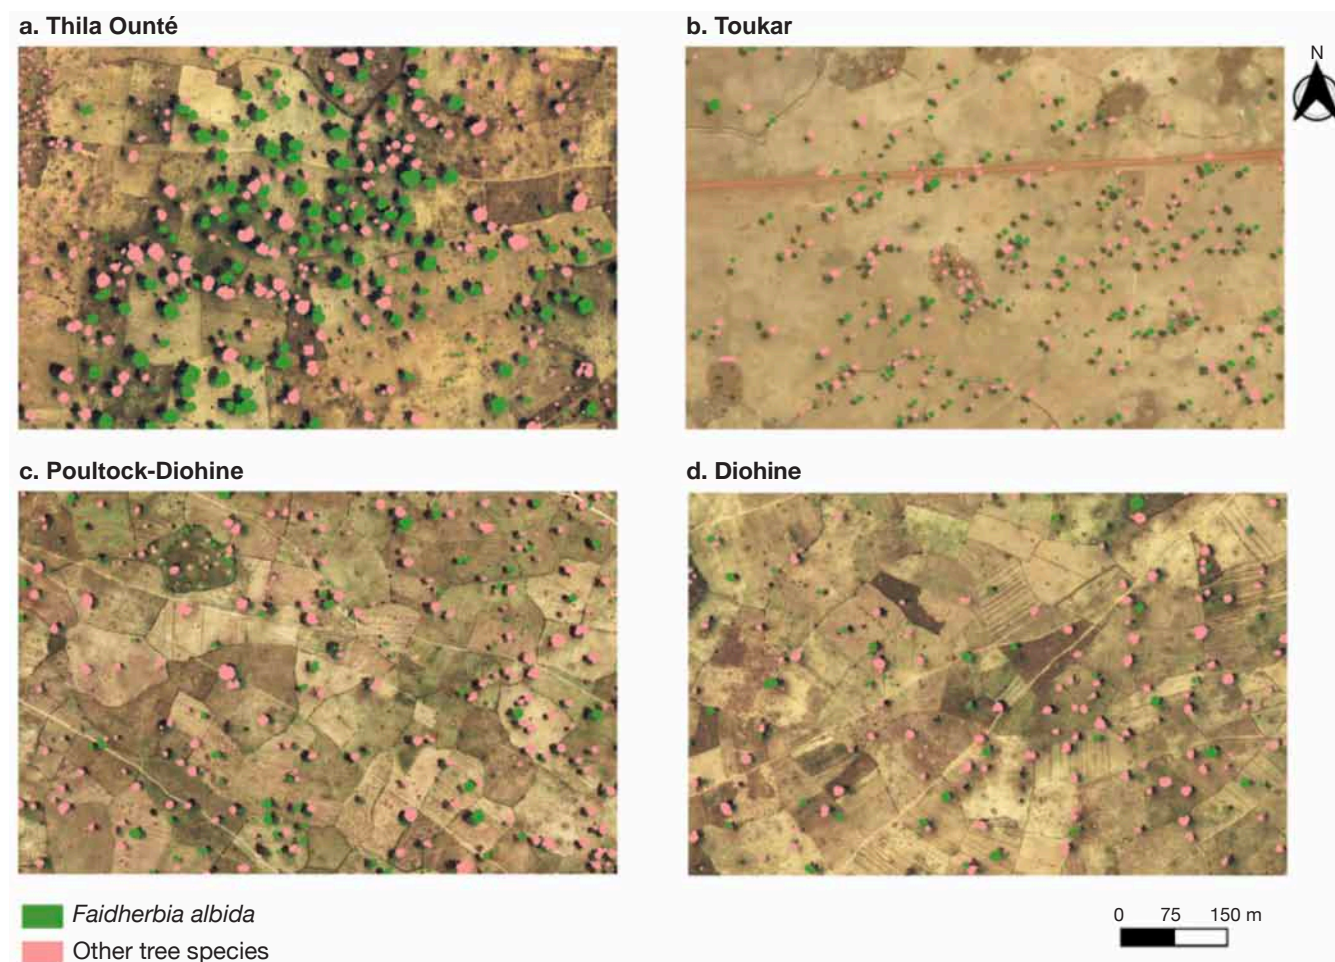 a. Thila Ounté
b. Toukar
N
c. Poultock-Diohine
d. Diohine
Faidherbia albida
Other tree species
0 75 150 m